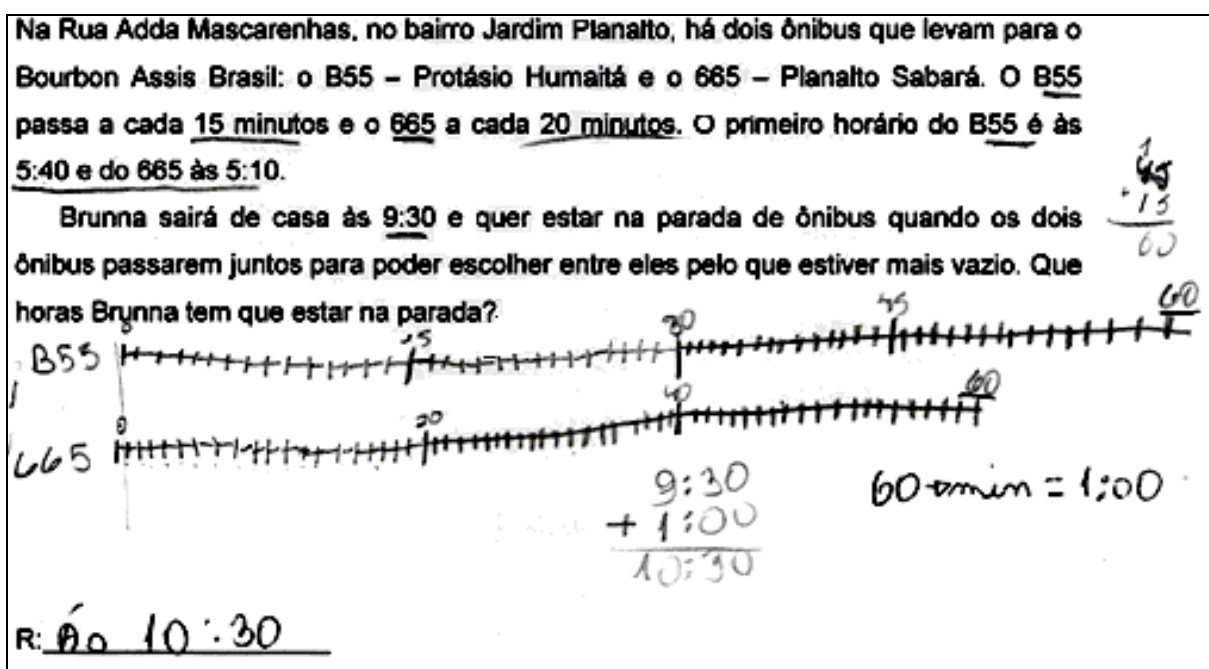 Na Rua Adda Mascarenhas, no bairro Jardim Planalto, há dois ônibus que levam para o
Bourbon Assis Brasil: o B55 – Protásio Humaitá e o 665 – Planalto Sabará. O B55
passa a cada 15 minutos e o 665 a cada 20 minutos. O primeiro horário do B55 é às
5:40 e do 665 às 5:10.
45
+ 15
60
Brunna sairá de casa às 9:30 e quer estar na parada de ônibus quando os dois
ônibus passarem juntos para poder escolher entre eles pelo que estiver mais vazio. Que
horas Brunna tem que estar na parada?
0 15 30 45 60
B55
0 20 40 60
665
9:30
+ 1:00
10:30
60 min = 1:00
R: Ás 10:30